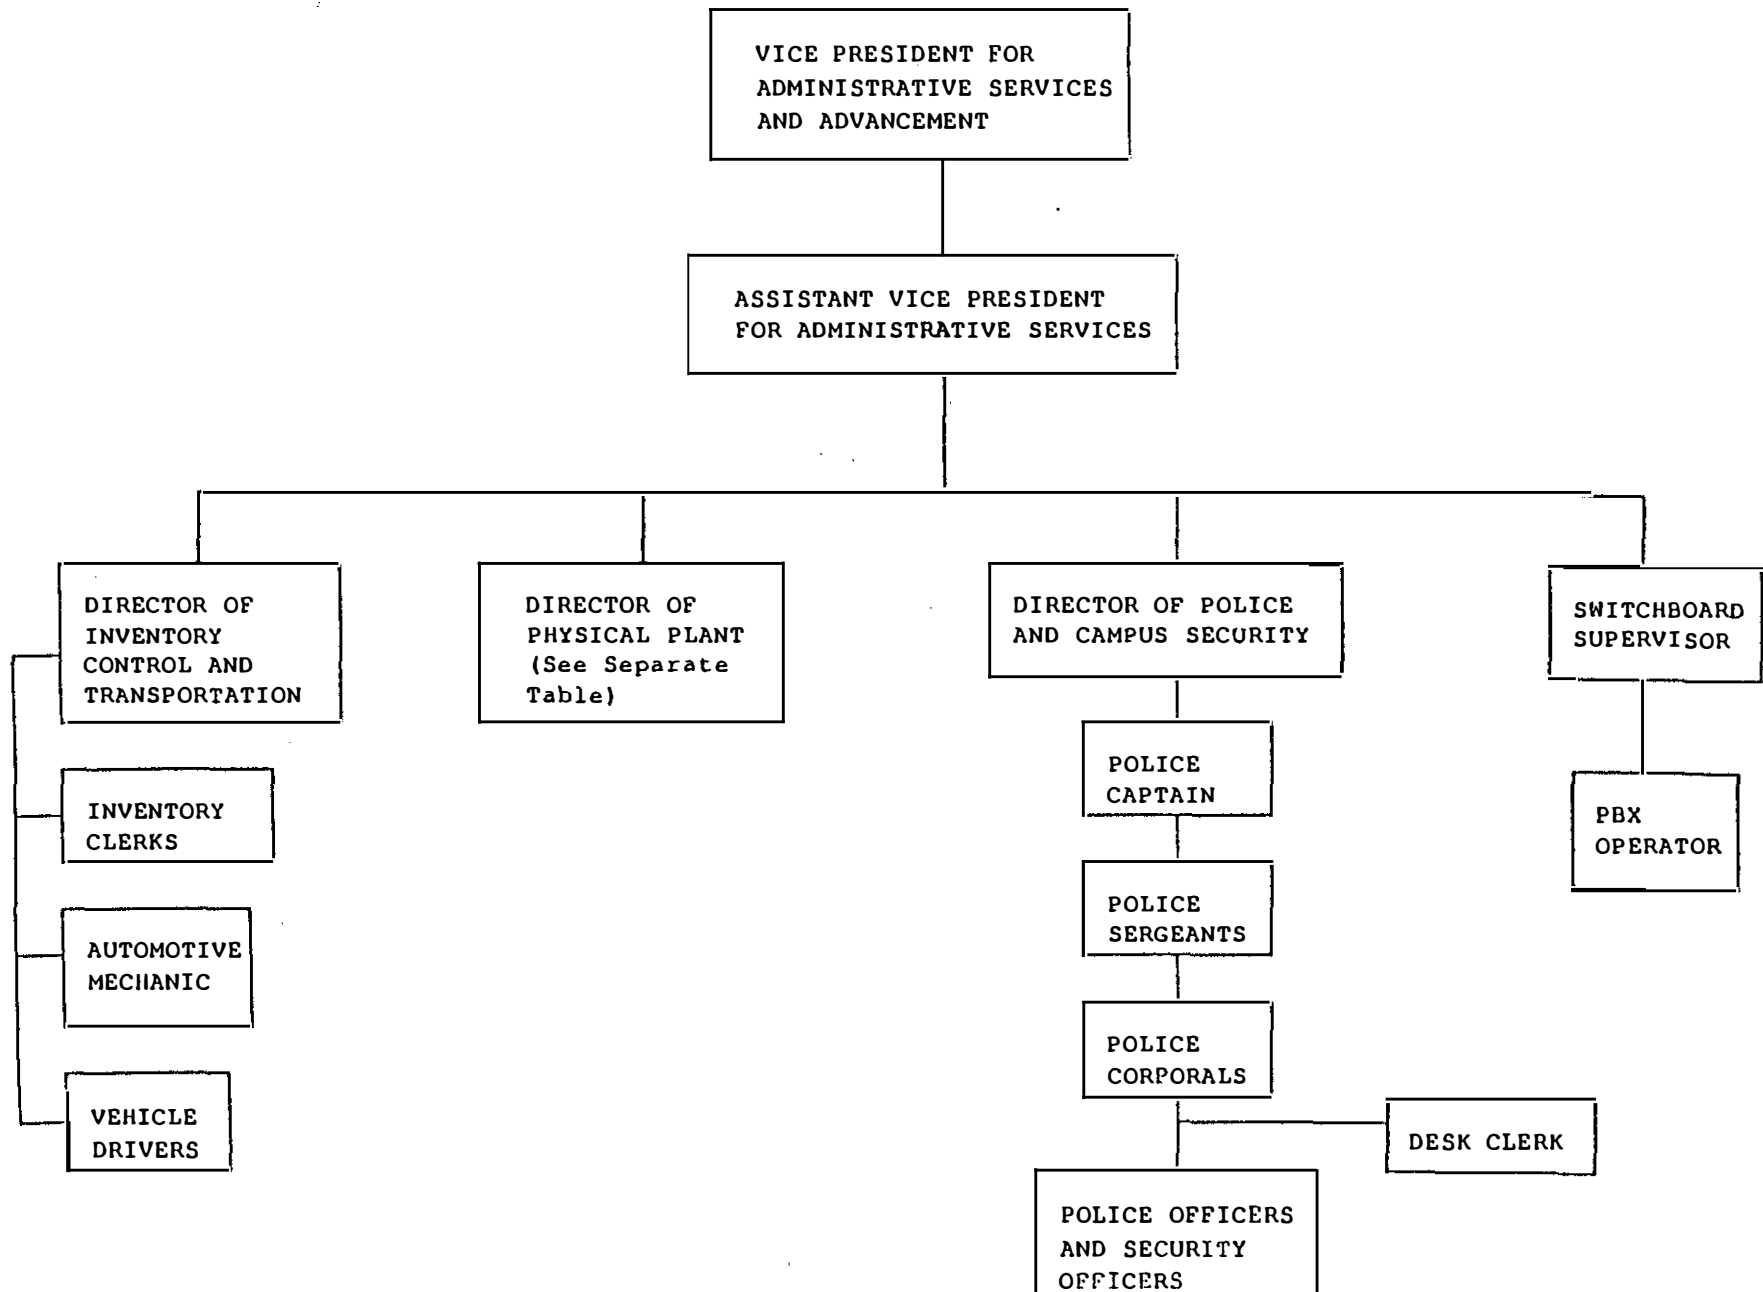 VICE PRESIDENT FOR
ADMINISTRATIVE SERVICES
AND ADVANCEMENT
ASSISTANT VICE PRESIDENT
FOR ADMINISTRATIVE SERVICES
DIRECTOR OF
INVENTORY
CONTROL AND
TRANSPORTATION
INVENTORY
CLERKS
AUTOMOTIVE
MECHANIC
VEHICLE
DRIVERS
DIRECTOR OF
PHYSICAL PLANT
(See Separate
Table)
DIRECTOR OF POLICE
AND CAMPUS SECURITY
POLICE
CAPTAIN
POLICE
SERGEANTS
POLICE
CORPORALS
DESK CLERK
POLICE OFFICERS
AND SECURITY
OFFICERS
SWITCHBOARD
SUPERVISOR
PBX
OPERATOR